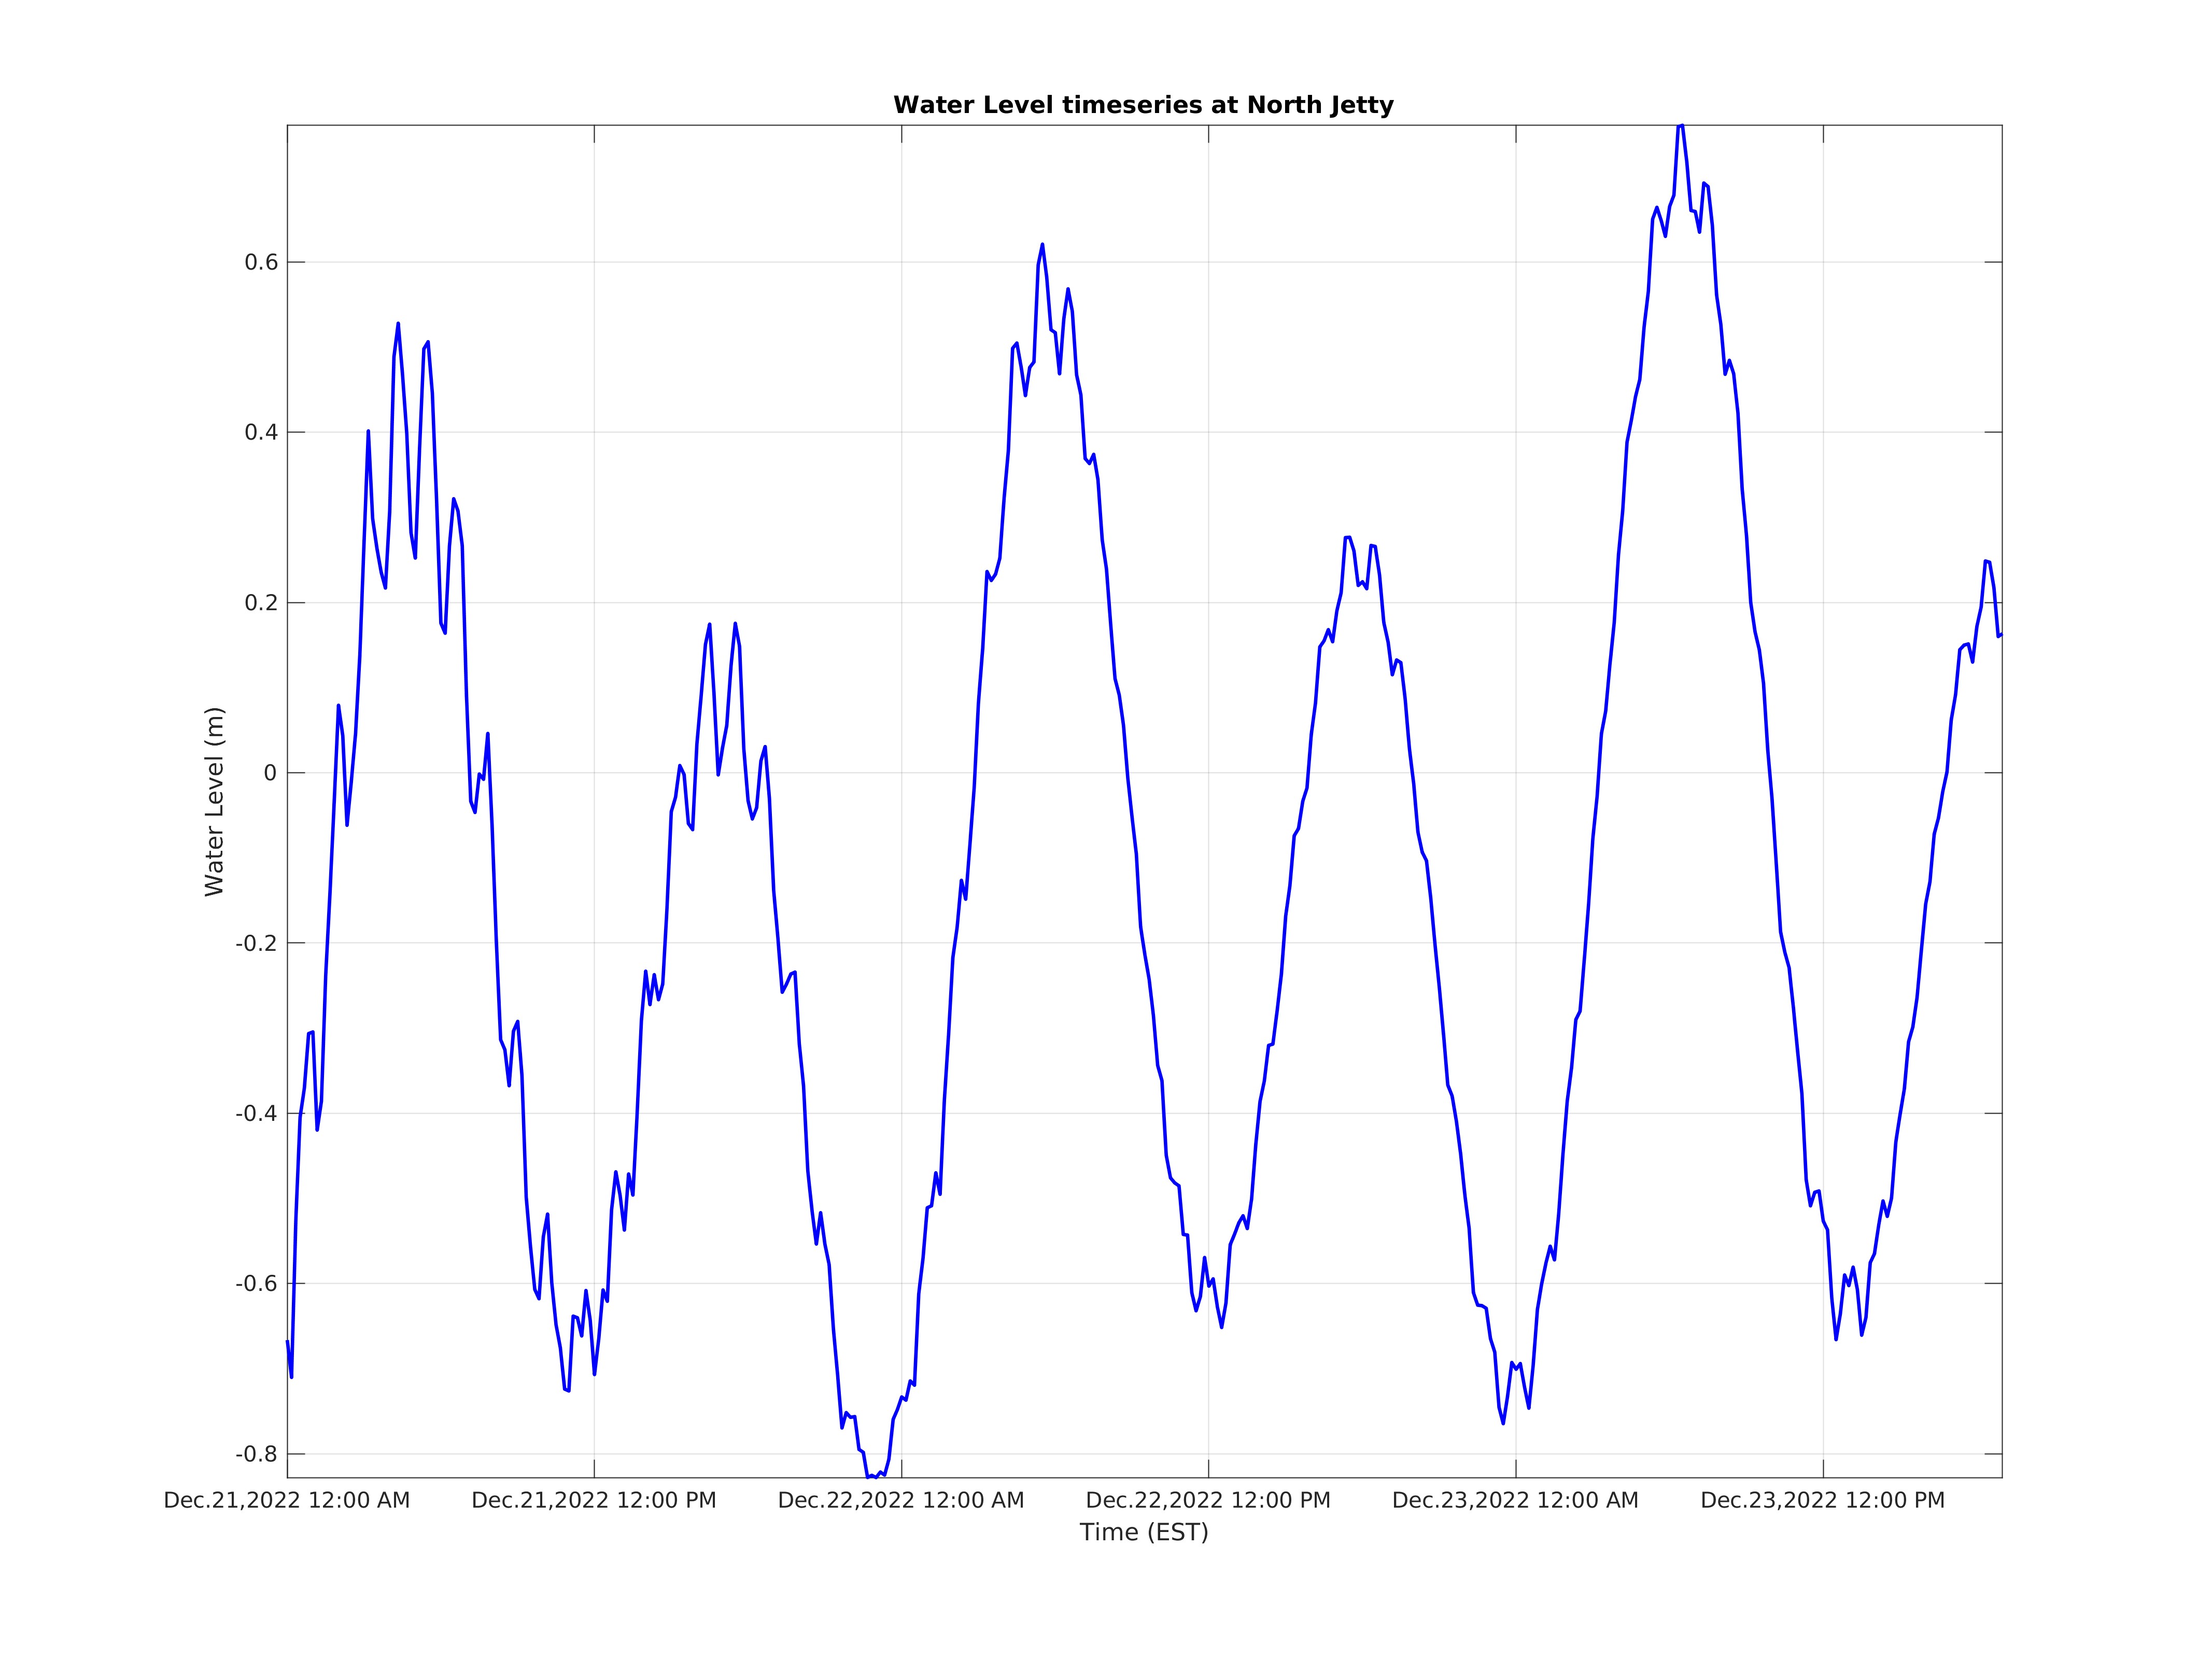 Water Level timeseries at North Jetty
0.6
0.4
0.2
0
-0.2
-0.4
-0.6
-0.8
Water Level (m)
Dec.21,2022 12:00 AM Dec.21,2022 12:00 PM Dec.22,2022 12:00 AM Dec.22,2022 12:00 PM Dec.23,2022 12:00 AM Dec.23,2022 12:00 PM
Time (EST)